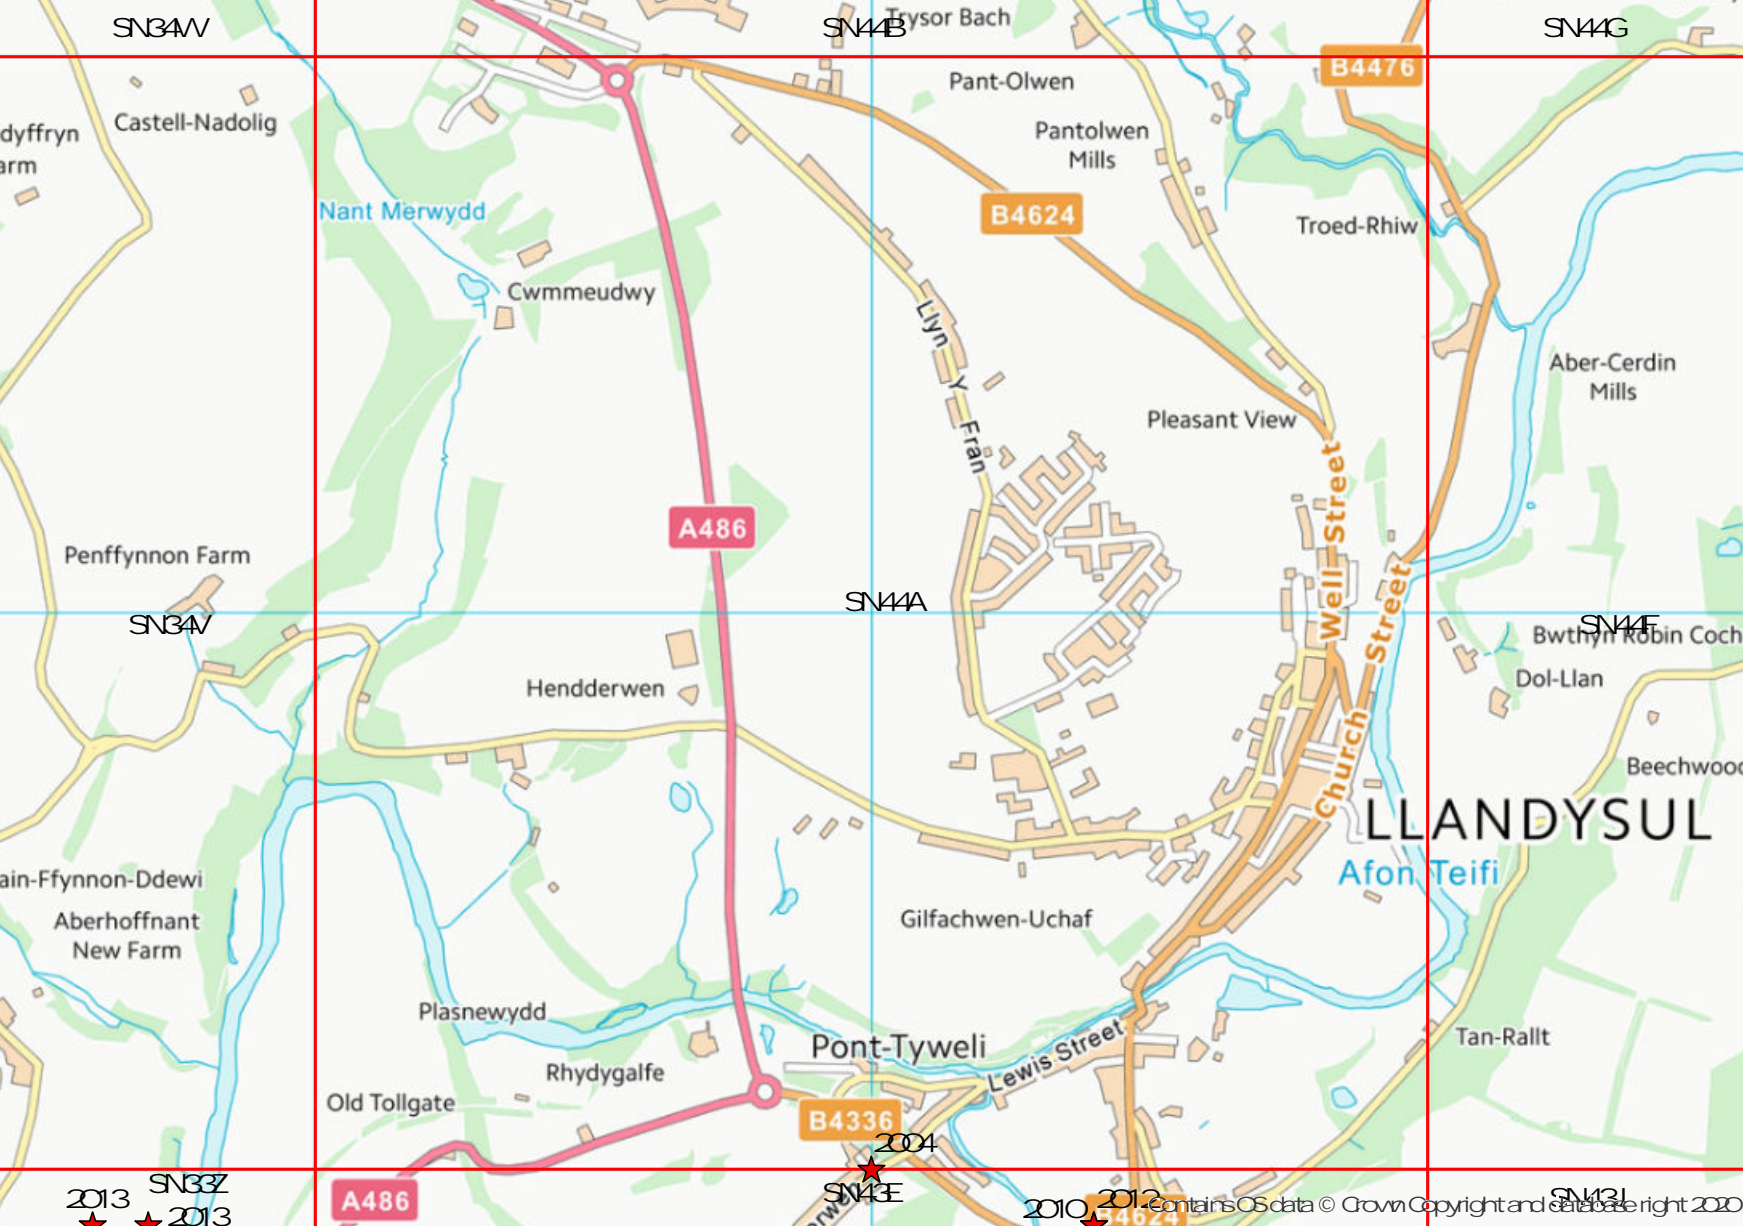 SN34W
SN44B
Trysor Bach
SN44G
B4476
Pant-Olwen
Castell-Nadolig
dyffryn
arm
Pantolwen
Mills
Nant Merwydd
B4624
Troed-Rhiw
Cwmmeudwy
Llyn Y Fran
Aber-Cerdin
Mills
Pleasant View
Well Street
A486
Penffynnon Farm
SN34V
SN44A
Church Street
SN44F
Bwthyn Robin Coch
Dol-Llan
Hendderwen
Beechwood
LLANDYSUL
Afon Teifi
ain-Ffynnon-Ddewi
Aberhoffnant
New Farm
Gilfachwen-Uchaf
Plasnewydd
Pont-Tyweli
Lewis Street
Tan-Rallt
Rhydygalfe
Old Tollgate
B4336
2004
SN33Z
SN43E
SN43J
A486
2013
2013
2010
2012
B4624
Contains OS data © Crown Copyright and database right 2020